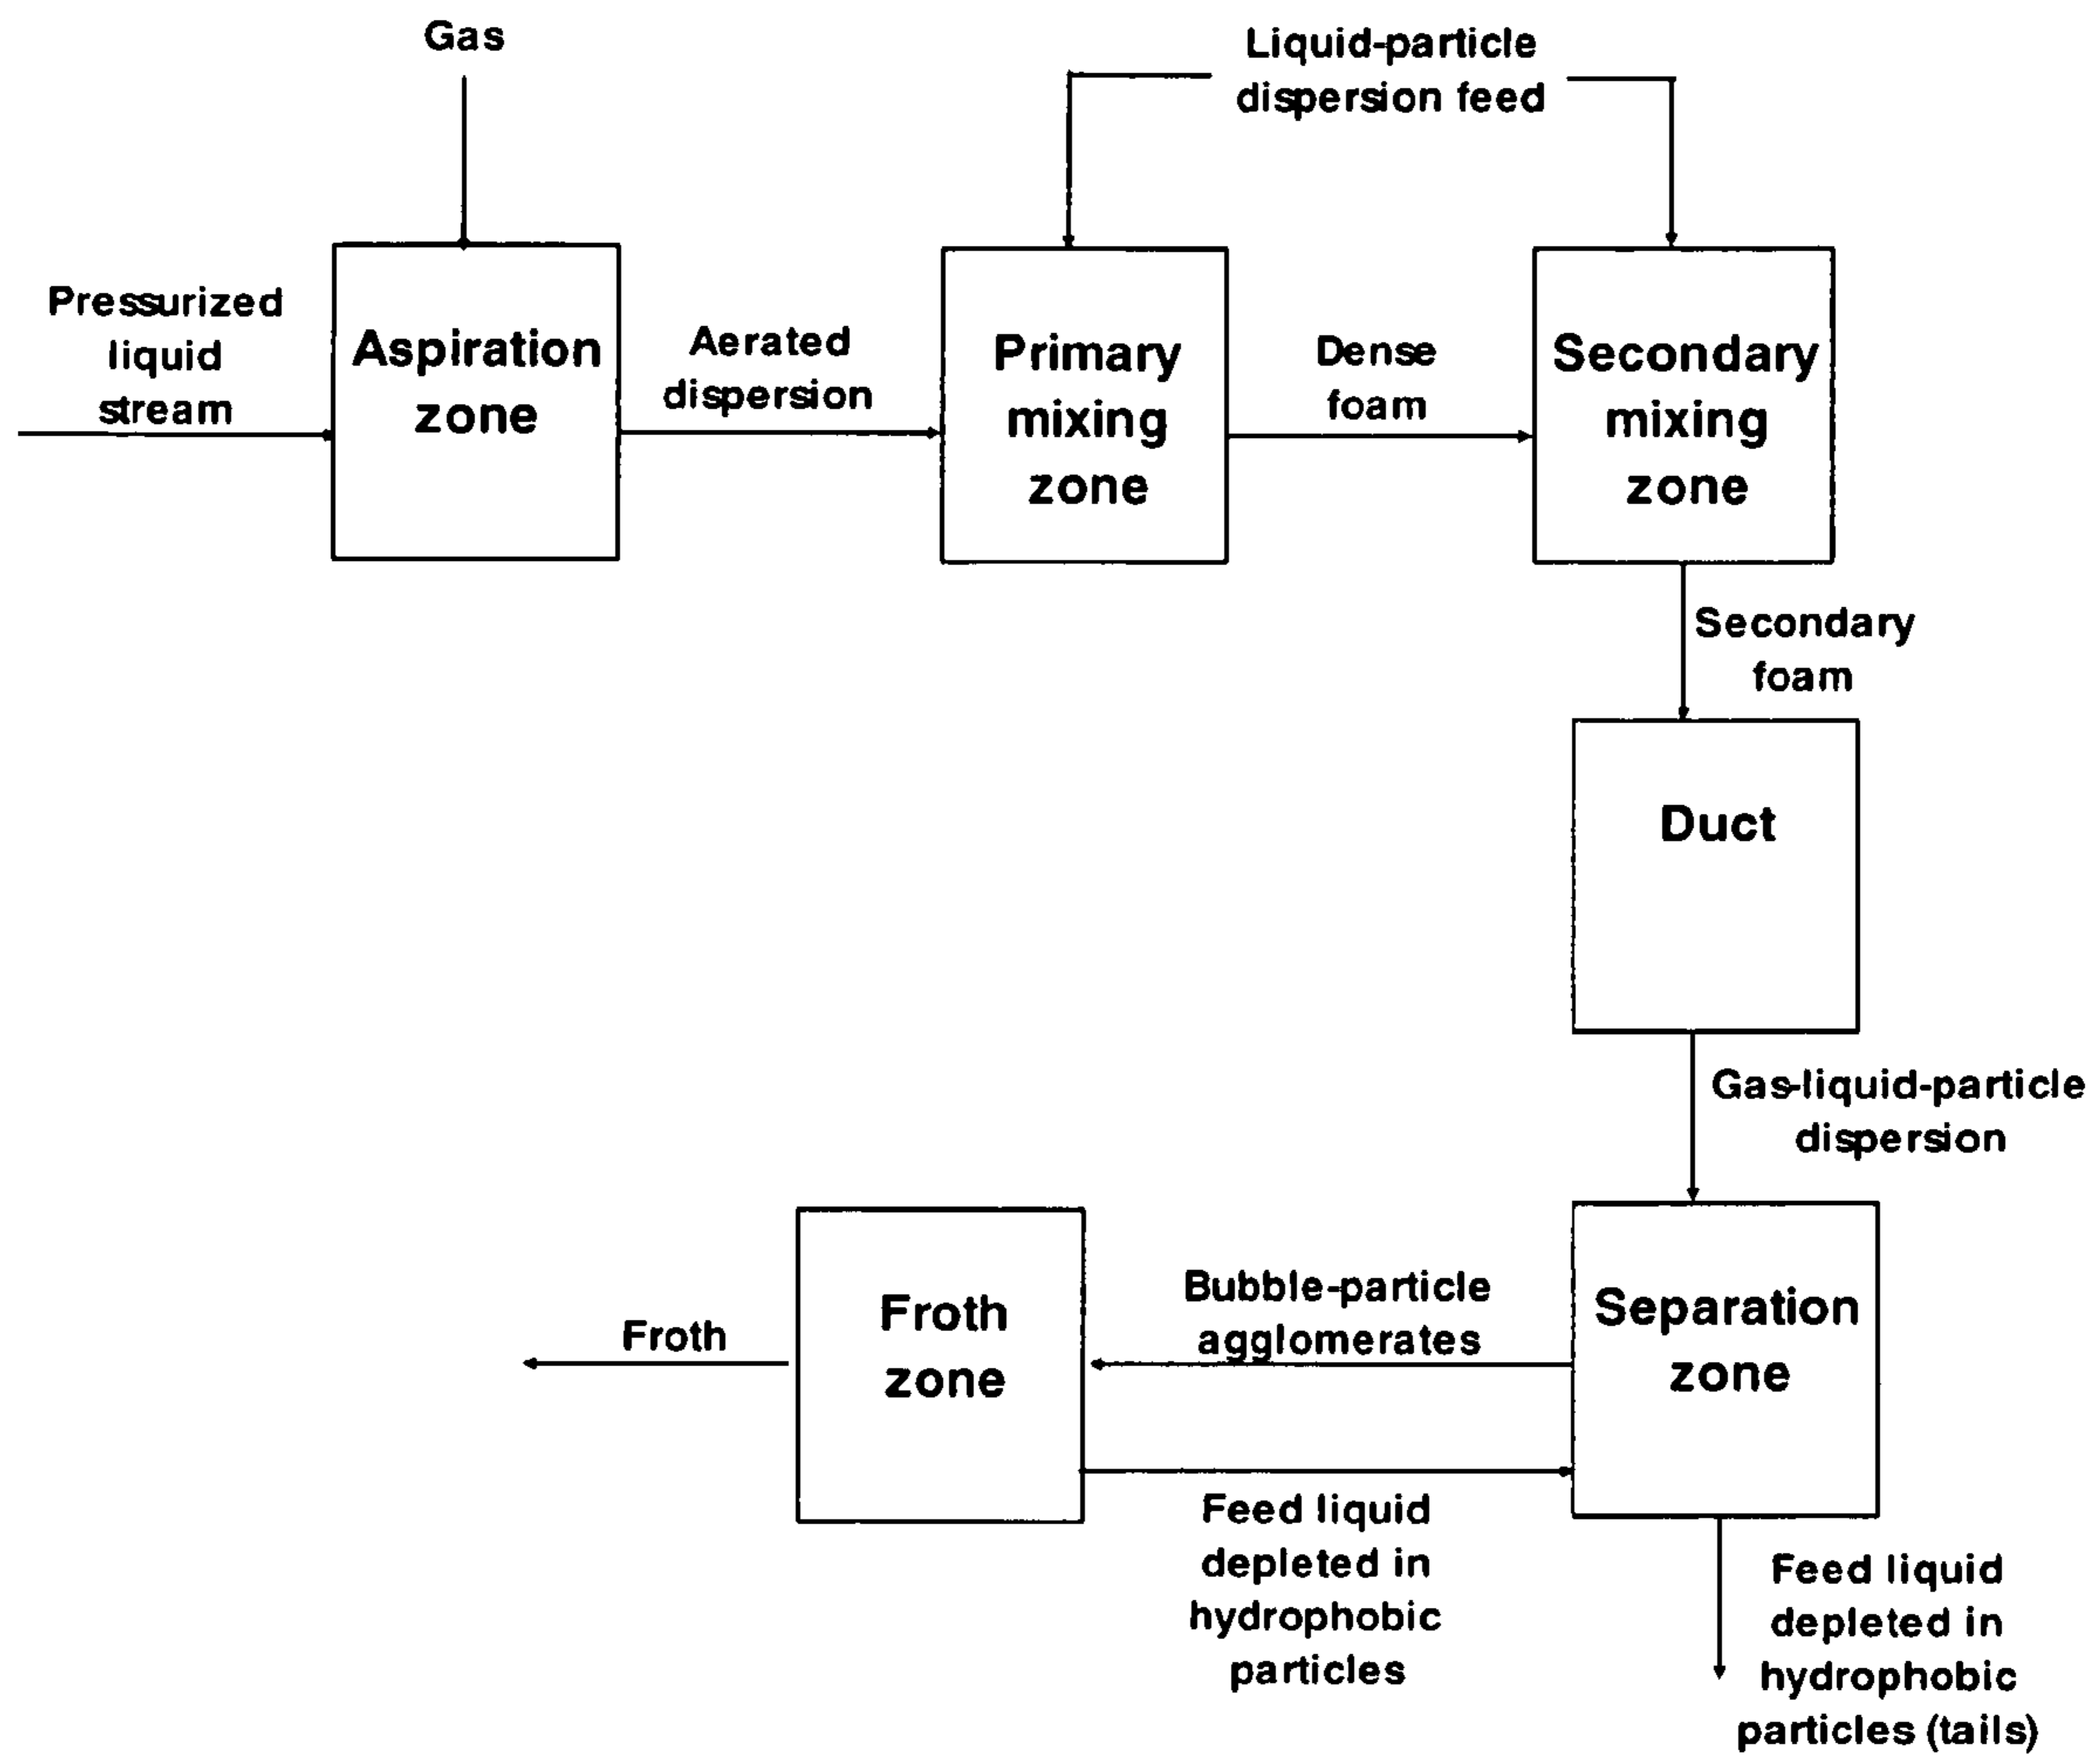 Gas
Liquid-particle
dispersion feed
Pressurized
liquid
stream
Aspiration
zone
Aerated
dispersion
Primary
mixing
zone
Dense
foam
Secondary
mixing
zone
Secondary
foam
Duct
Gas-liquid-particle
dispersion
Separation
zone
Bubble-particle
agglomerates
Froth
zone
Froth
Feed liquid
depleted in
hydrophobic
particles
Feed liquid
depleted in
hydrophobic
particles (tails)